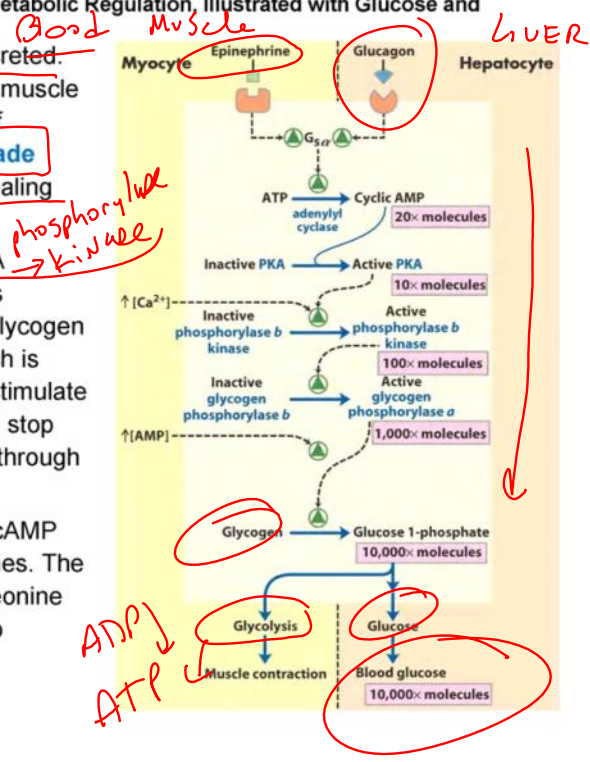 etabolic Regulation, Illustrated with Glucose and
Blood Muscle
LIVER
reted.
muscle
ade
aling
phosphorylase
→ kinase
lycogen
h is
timulate
stop
through
cAMP
es. The
eonine
Epinephrine
Glucagon
Myocyte
Hepatocyte
Gsα
ATP
Cyclic AMP
adenylyl
cyclase
20× molecules
Inactive PKA
Active PKA
10× molecules
↑[Ca2+]
Inactive
phosphorylase b
kinase
Active
phosphorylase b
kinase
100× molecules
Inactive
glycogen
phosphorylase b
Active
glycogen
phosphorylase a
1,000× molecules
↑[AMP]
Glycogen
Glucose 1-phosphate
10,000× molecules
Glycolysis
Glucose
ADP
ATP
Muscle contraction
Blood glucose
10,000× molecules